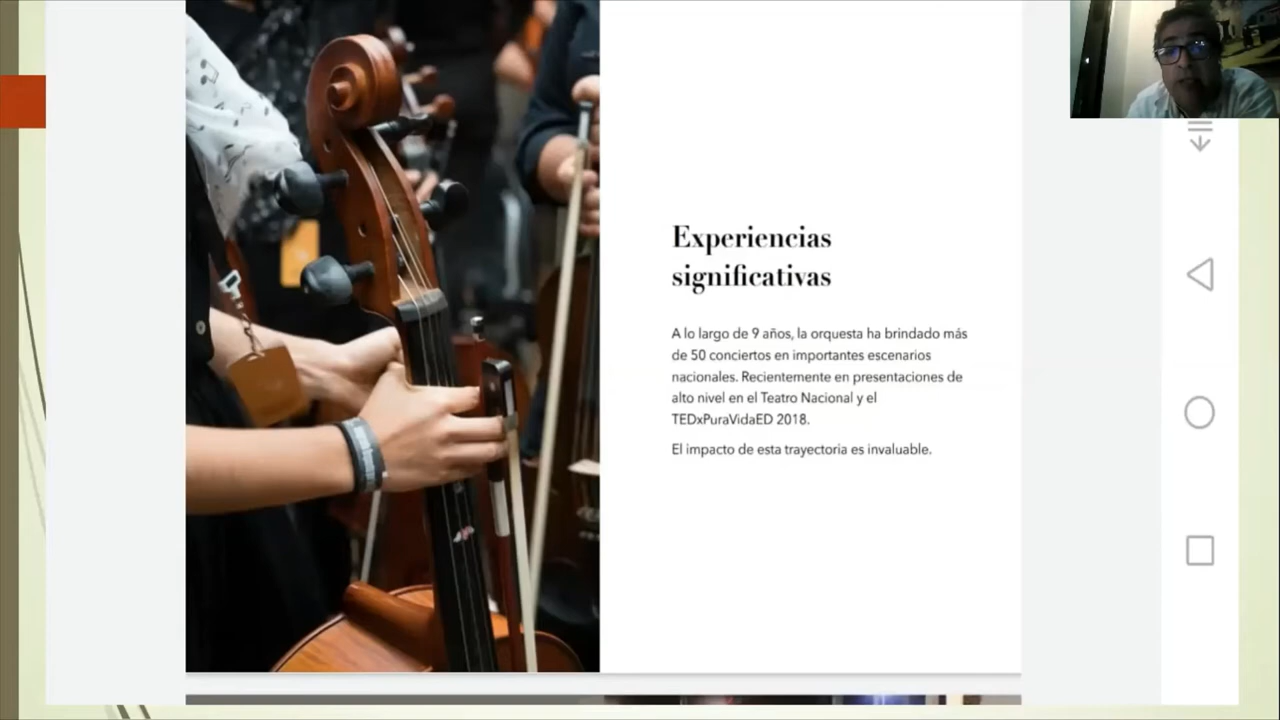 Experiencias
significativas
A lo largo de 9 años, la orquesta ha brindado más
de 50 conciertos en importantes escenarios
nacionales. Recientemente en presentaciones de
alto nivel en el Teatro Nacional y el
TEDxPuraVidaED 2018.
El impacto de esta trayectoria es invaluable.